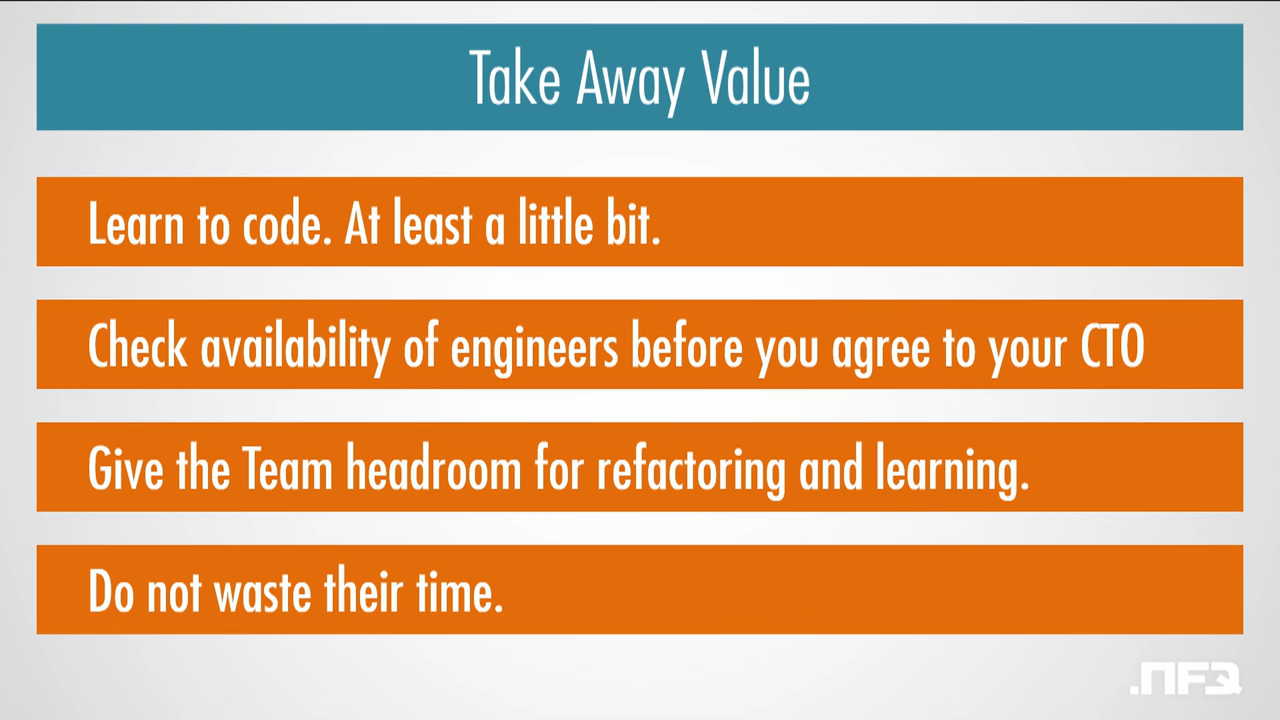 Take Away Value
Learn to code. At least a little bit.
Check availability of engineers before you agree to your CTO
Give the Team headroom for refactoring and learning.
Do not waste their time.
.NFQ